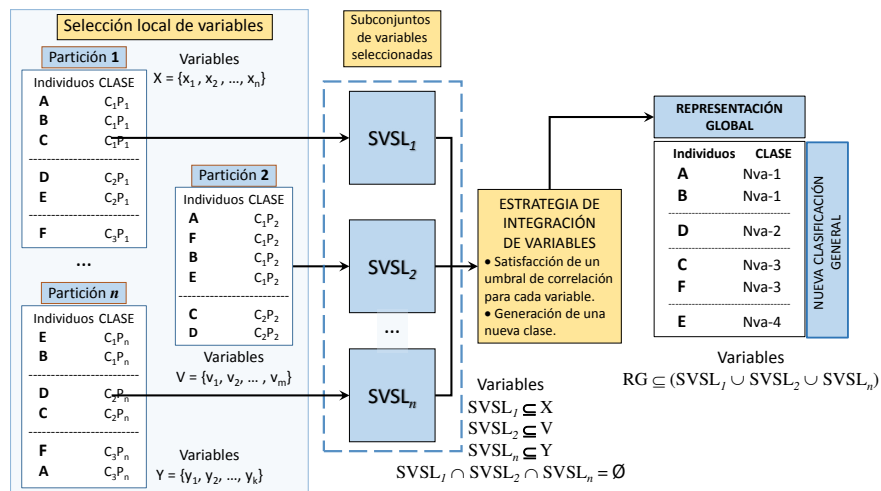 Selección local de variables
Partición 1
Individuos CLASE
A C₁P₁
B C₁P₁
C C₁P₁
D C₂P₁
E C₂P₁
F C₃P₁
...
Variables
X = {x₁ , x₂ , ..., xₙ}
Partición 2
Individuos CLASE
A C₁P₂
F C₁P₂
B C₁P₂
E C₁P₂
C C₂P₂
D C₂P₂
Variables
V = {v₁, v₂, ... , vₘ}
Partición n
Individuos CLASE
E C₁Pₙ
B C₁Pₙ
D C₂Pₙ
C C₂Pₙ
F C₃Pₙ
A C₃Pₙ
Variables
Y = {y₁, y₂, ..., yₖ}
Subconjuntos
de variables
seleccionadas
SVSL₁
SVSL₂
...
SVSLₙ
ESTRATEGIA DE
INTEGRACIÓN
DE VARIABLES
• Satisfacción de un
umbral de correlación
para cada variable.
• Generación de una
nueva clase.
Variables
SVSL₁ ⊆ X
SVSL₂ ⊆ V
SVSLₙ ⊆ Y
SVSL₁ ∩ SVSL₂ ∩ SVSLₙ = Ø
REPRESENTACIÓN
GLOBAL
Individuos CLASE
A Nva-1
B Nva-1
D Nva-2
C Nva-3
F Nva-3
E Nva-4
NUEVA CLASIFICACIÓN
GENERAL
Variables
RG ⊆ (SVSL₁ ∪ SVSL₂ ∪ SVSLₙ)